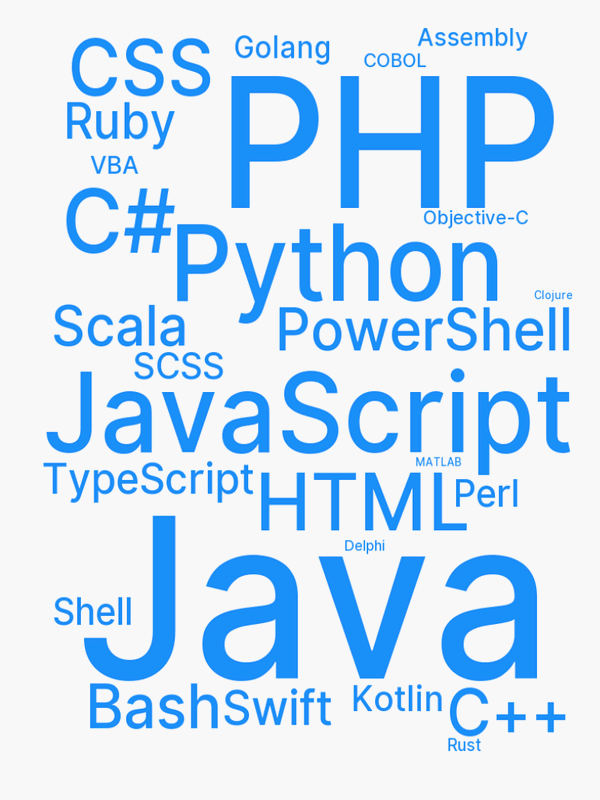 CSS
Golang
Assembly
COBOL
PHP
Ruby
VBA
C#
Objective-C
Python
Clojure
Scala
PowerShell
SCSS
JavaScript
MATLAB
TypeScript
HTML
Perl
Delphi
Java
Shell
Bash
Swift
Kotlin
C++
Rust